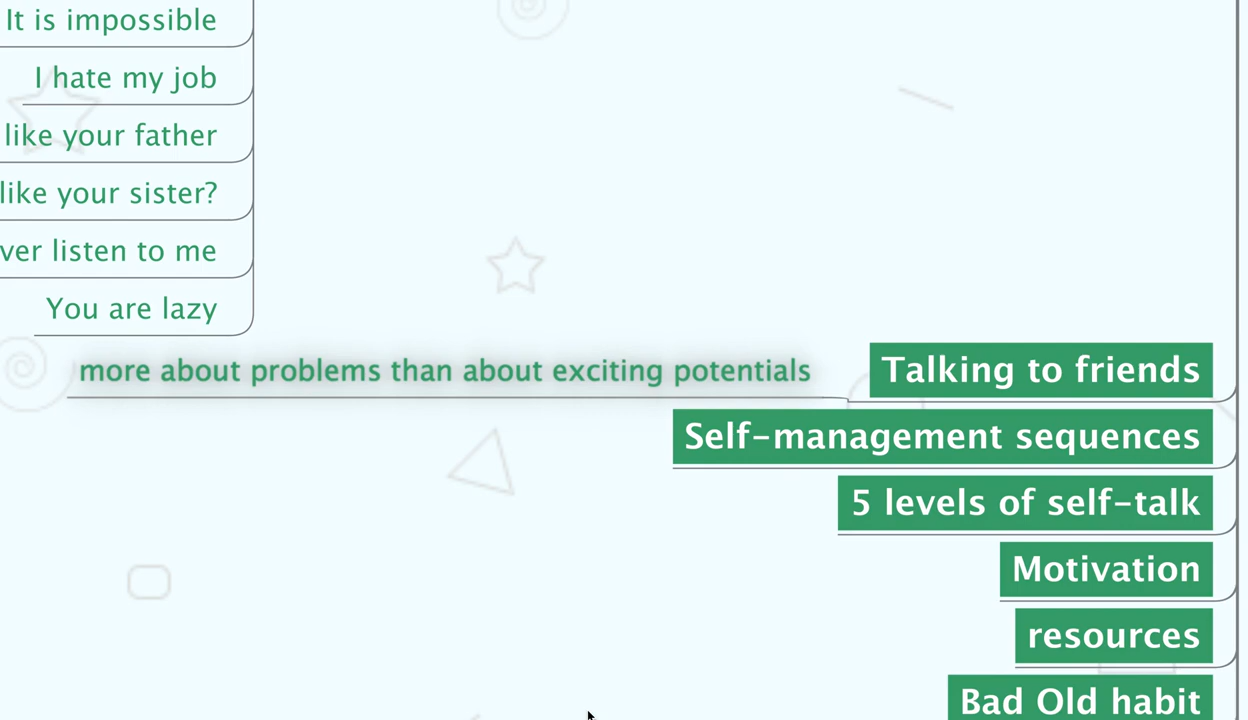 It is impossible
I hate my job
like your father
like your sister?
ver listen to me
You are lazy
more about problems than about exciting potentials
Talking to friends
Self-management sequences
5 levels of self-talk
Motivation
resources
Bad Old habit